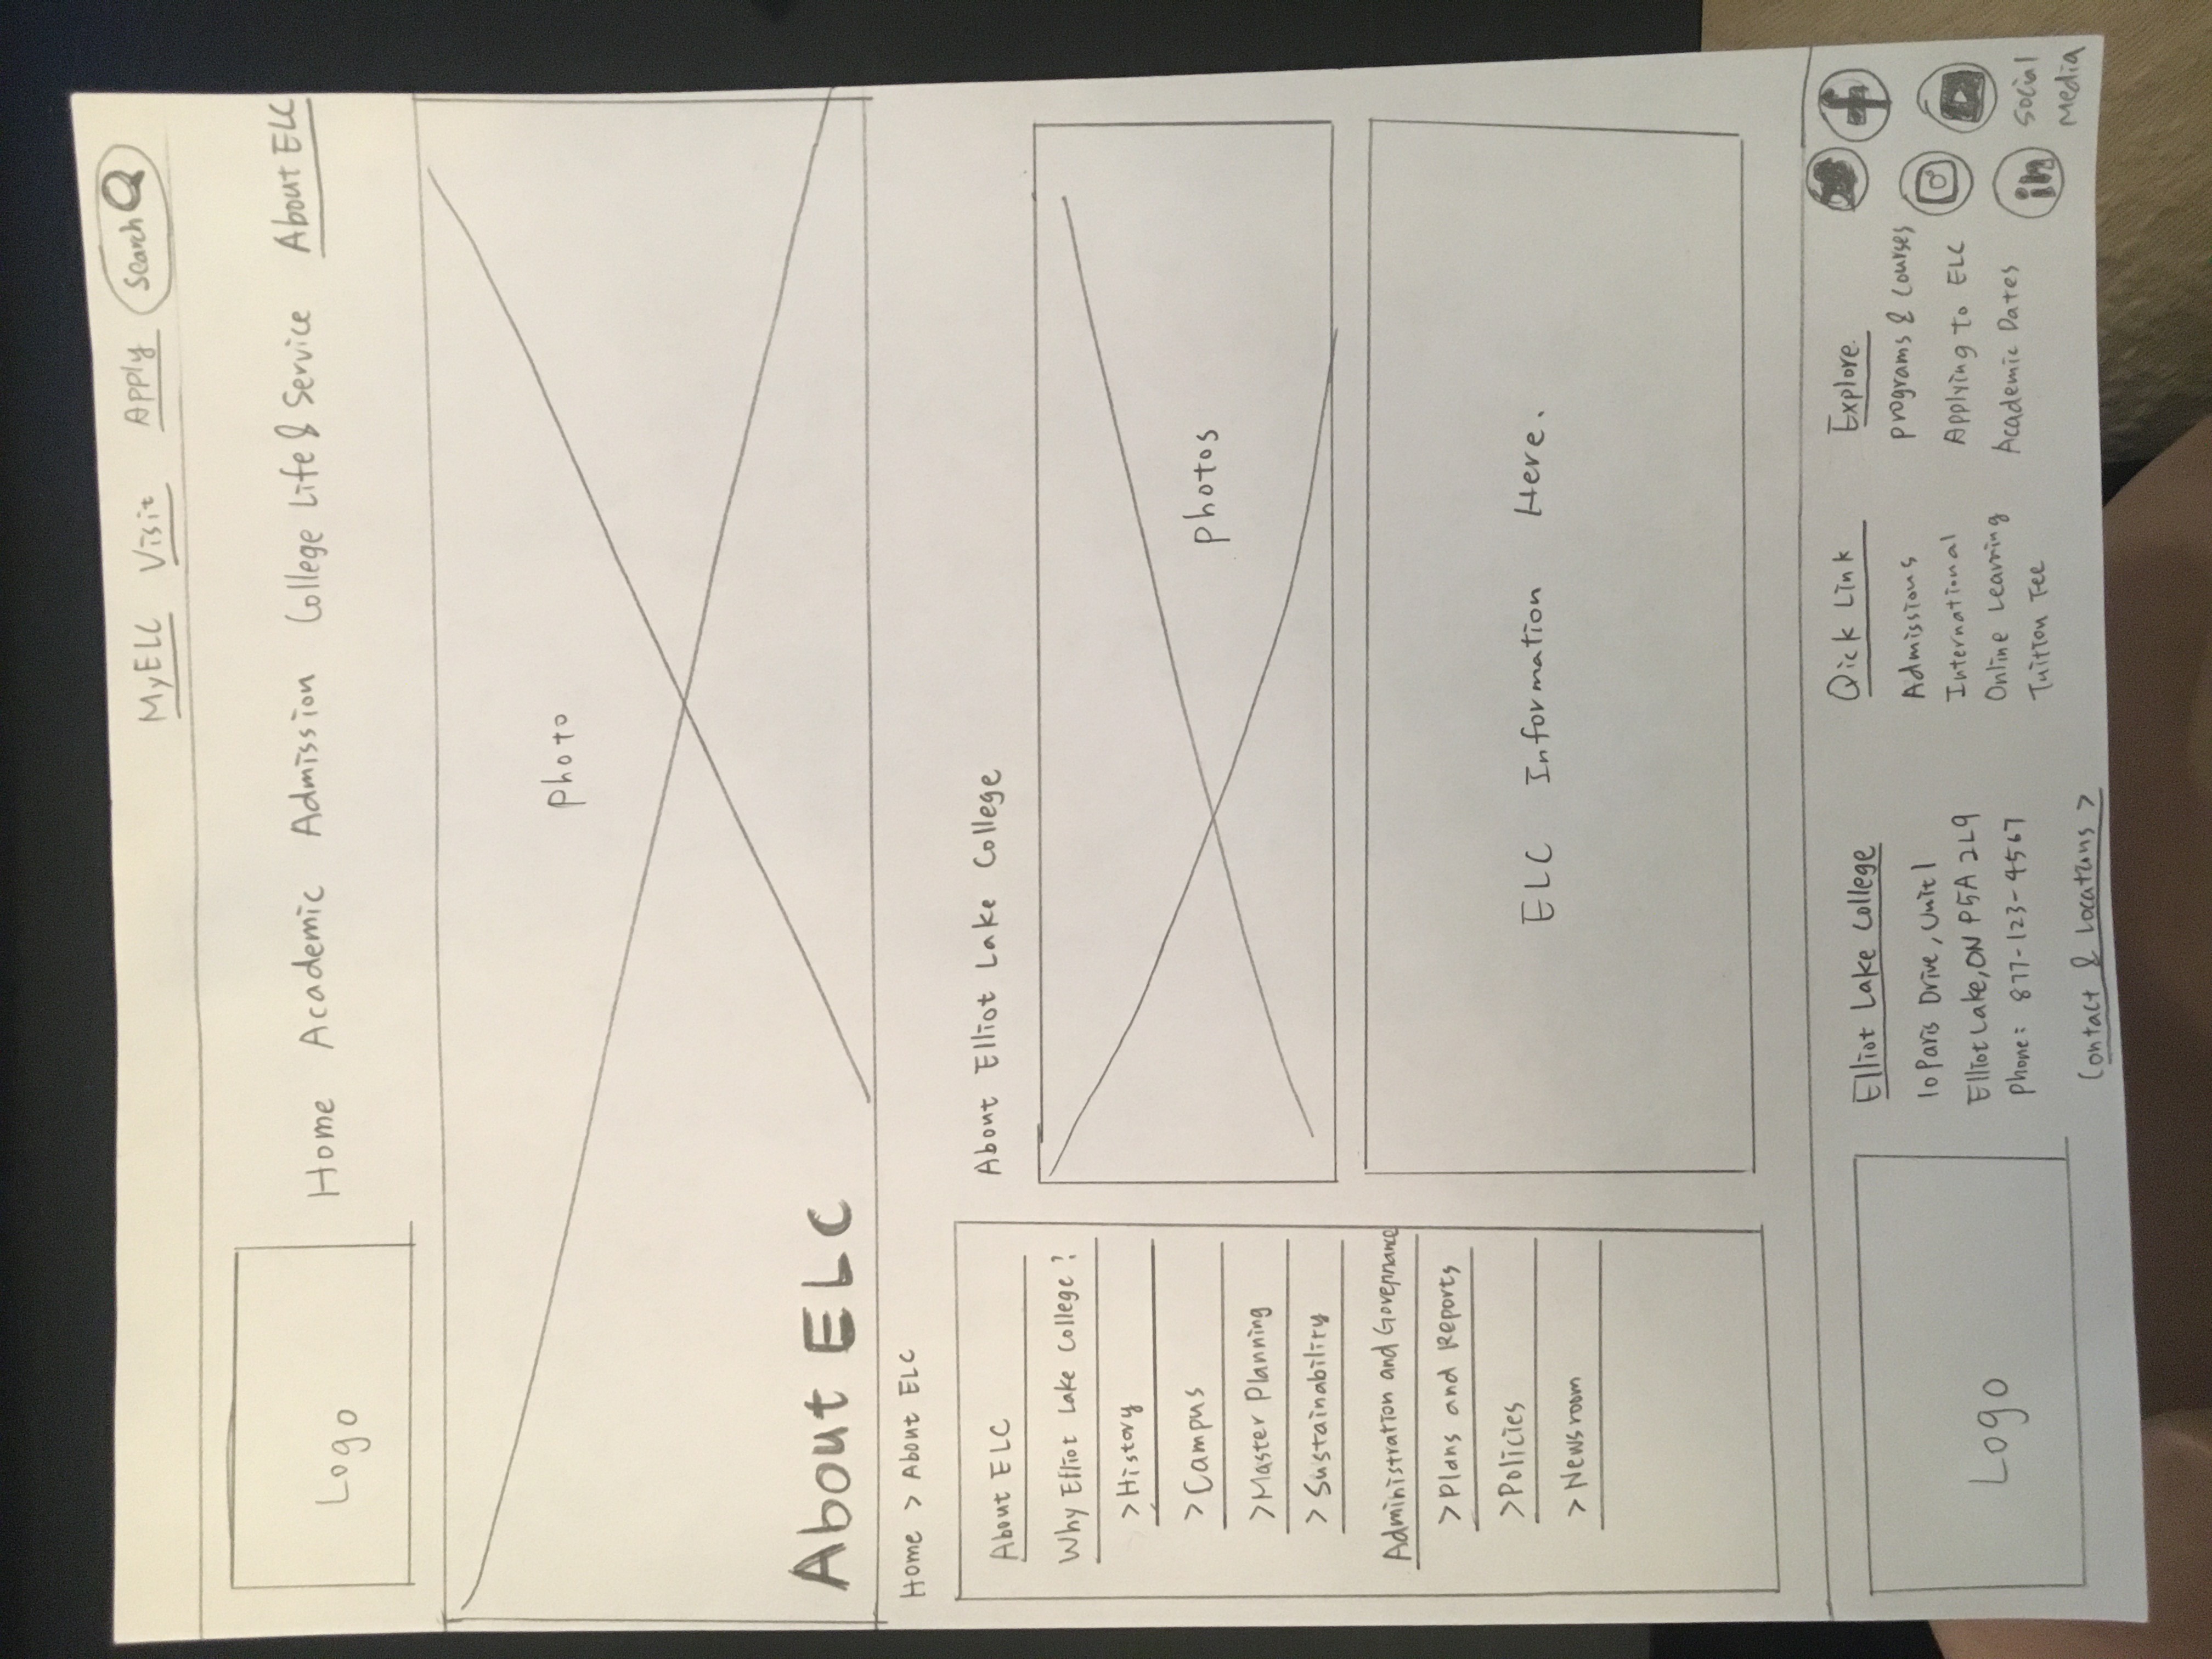 MyELC Visit Apply Search
Logo
Home Academic Admission College Life & Service About ELC
Photo
About ELC
Home > About ELC
About ELC
Why Elliot Lake College?
>History
>Campus
>Master Planning
>Sustainability
Administration and Governance
>Plans and Reports
>Policies
>Newsroom
About Elliot Lake College
Photos
ELC Information Here.
Logo
Elliot Lake College
10 Paris Drive, Unit 1
Elliot Lake, ON P5A 2L9
Phone: 877-123-4567
Contact & Locations >
Qick Link
Admissions
International
Online Learning
Tuition Fee
Explore
Programs & Courses
Applying to ELC
Academic Dates
f
in
Social
Media